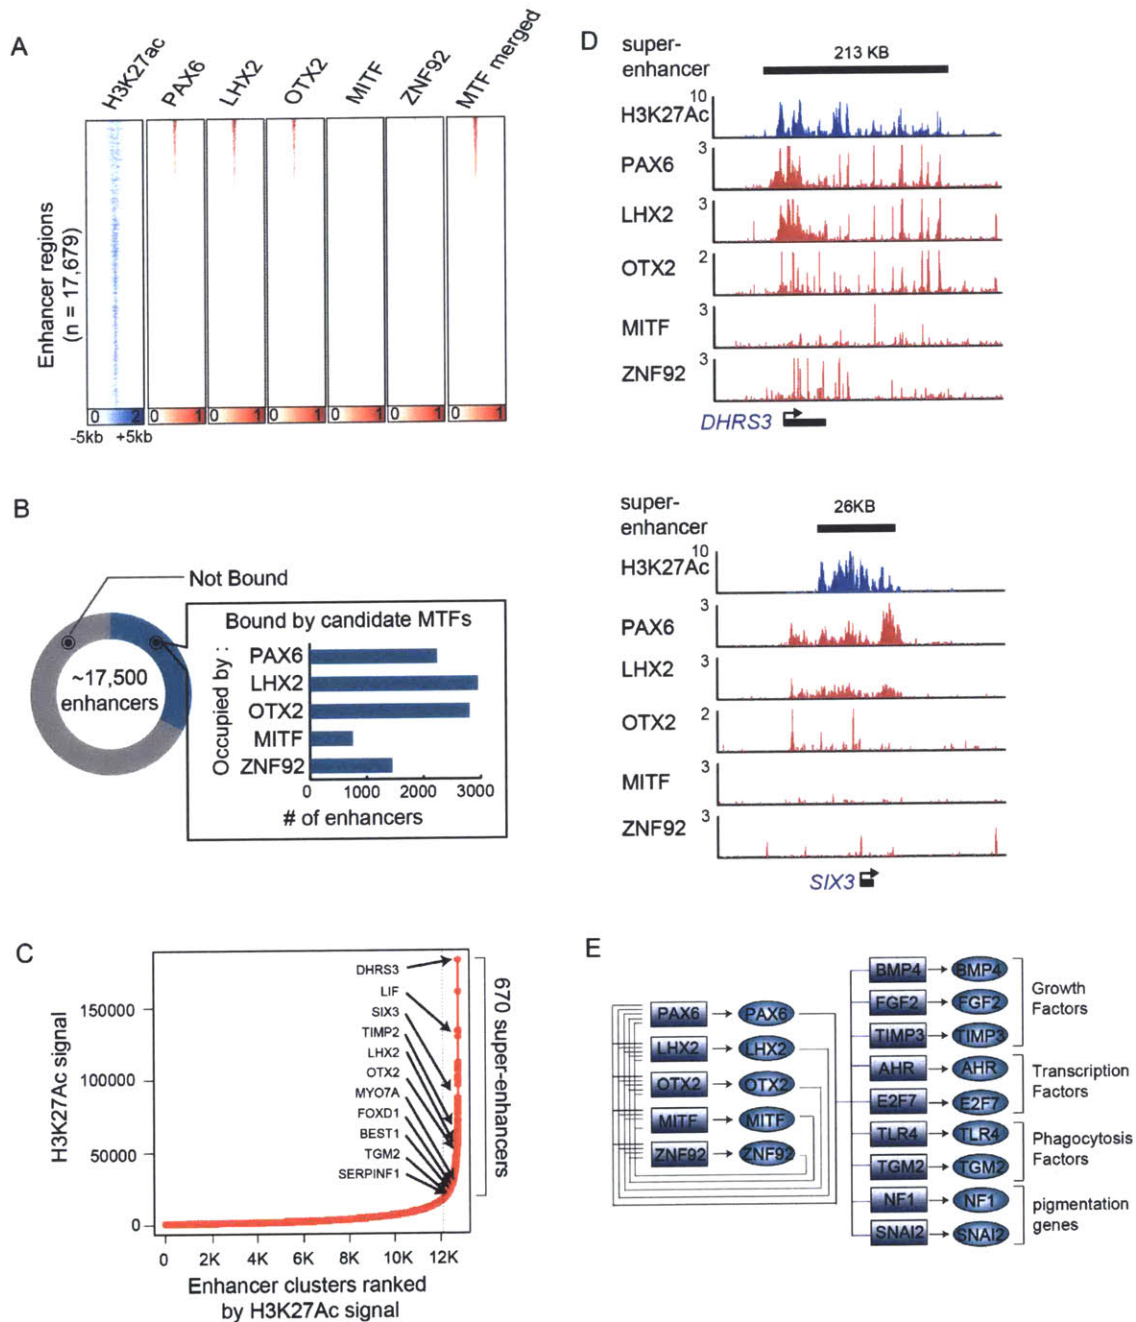 A
H3K27ac
PAX6
LHX2
OTX2
MITF
ZNF92
MTF merged
Enhancer regions
(n = 17,679)
0 2
0 1
0 1
0 1
0 1
0 1
0 1
-5kb +5kb
B
Not Bound
~17,500
enhancers
Bound by candidate MTFs
Occupied by :
PAX6
LHX2
OTX2
MITF
ZNF92
0 1000 2000 3000
# of enhancers
C
H3K27Ac signal
150000
100000
50000
0
DHRS3
LIF
SIX3
TIMP2
LHX2
OTX2
MYO7A
FOXD1
BEST1
TGM2
SERPINF1
670 super-enhancers
0 2K 4K 6K 8K 10K 12K
Enhancer clusters ranked
by H3K27Ac signal
D
super-
enhancer
213 KB
H3K27Ac 10
PAX6 3
LHX2 3
OTX2 2
MITF 3
ZNF92 3
DHRS3
super-
enhancer
26KB
H3K27Ac 10
PAX6 3
LHX2 3
OTX2 2
MITF 3
ZNF92 3
SIX3
E
PAX6 PAX6
LHX2 LHX2
OTX2 OTX2
MITF MITF
ZNF92 ZNF92
BMP4 BMP4
FGF2 FGF2
TIMP3 TIMP3
Growth
Factors
AHR AHR
E2F7 E2F7
Transcription
Factors
TLR4 TLR4
TGM2 TGM2
Phagocytosis
Factors
NF1 NF1
SNAI2 SNAI2
pigmentation
genes